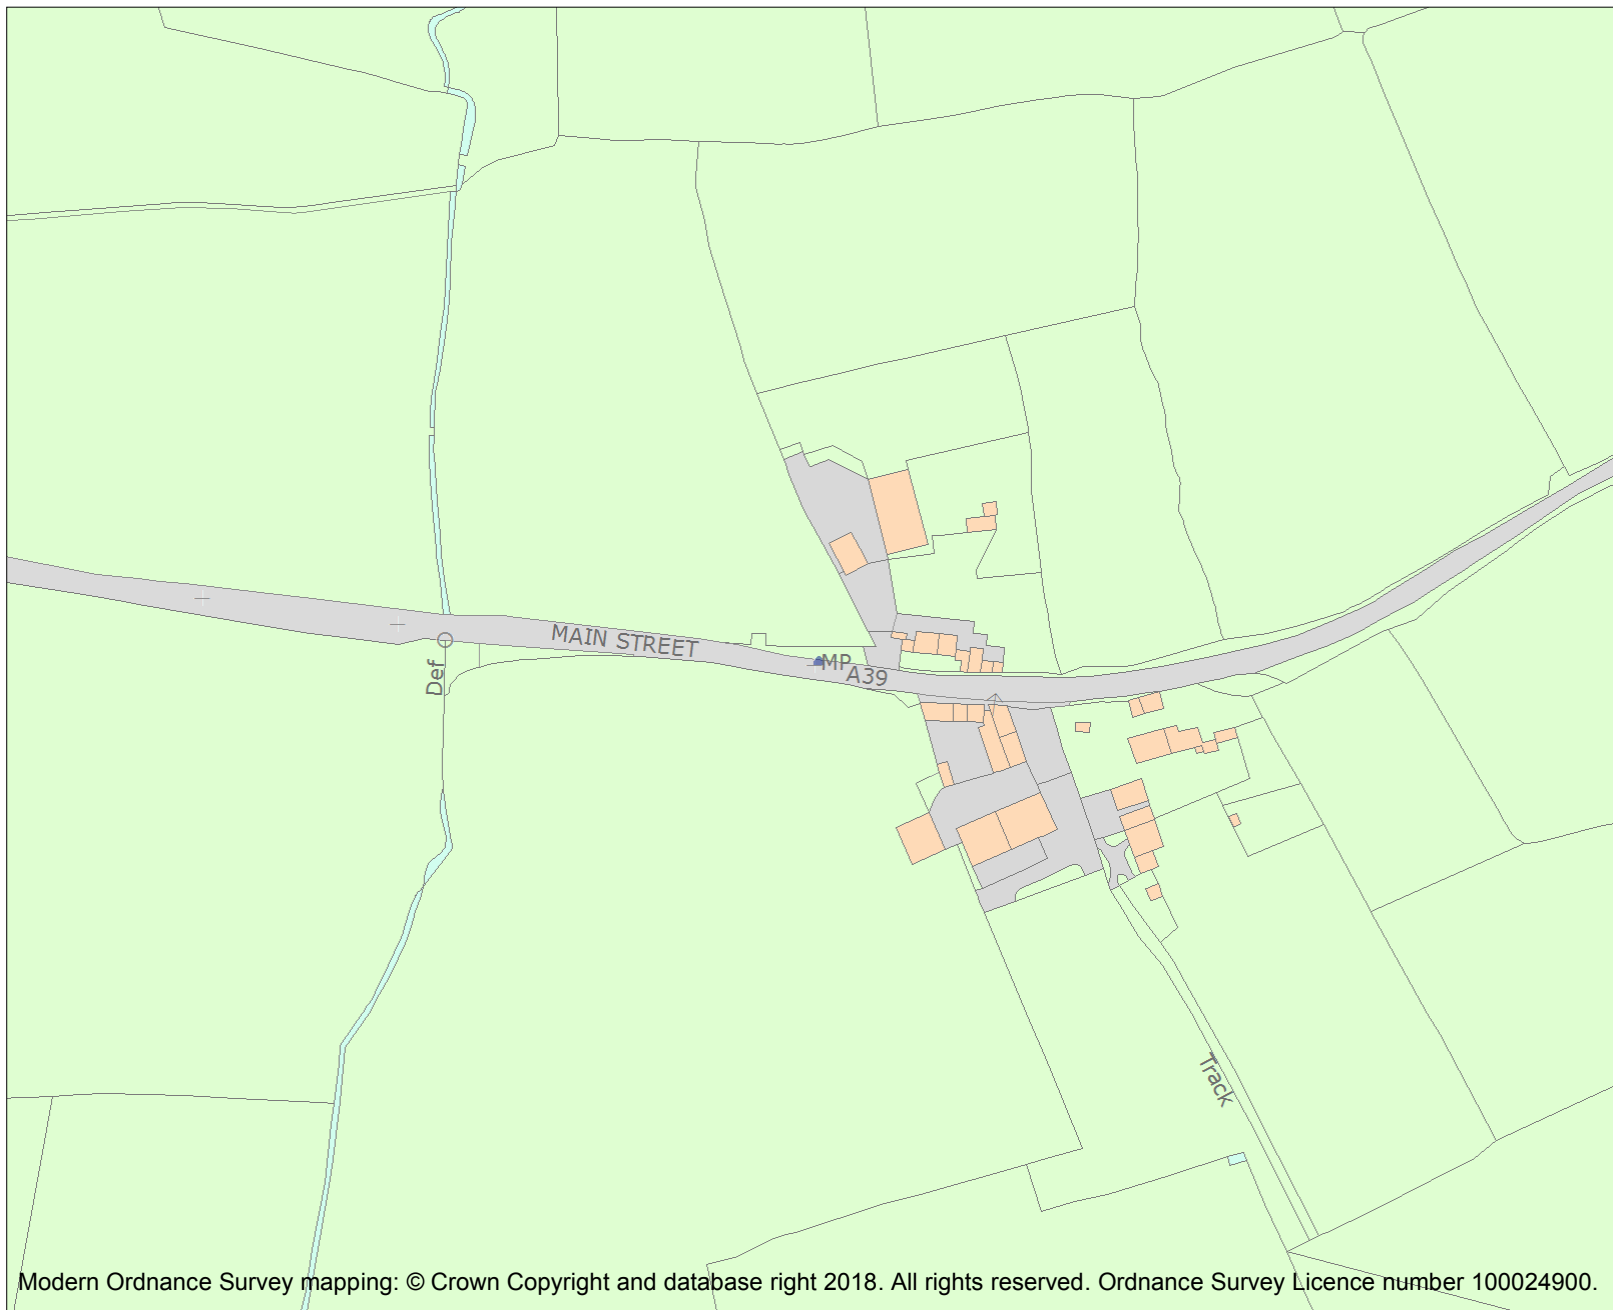 MAIN STREET
MP
A39
Def
Track
Modern Ordnance Survey mapping: © Crown Copyright and database right 2018. All rights reserved. Ordnance Survey Licence number 100024900.